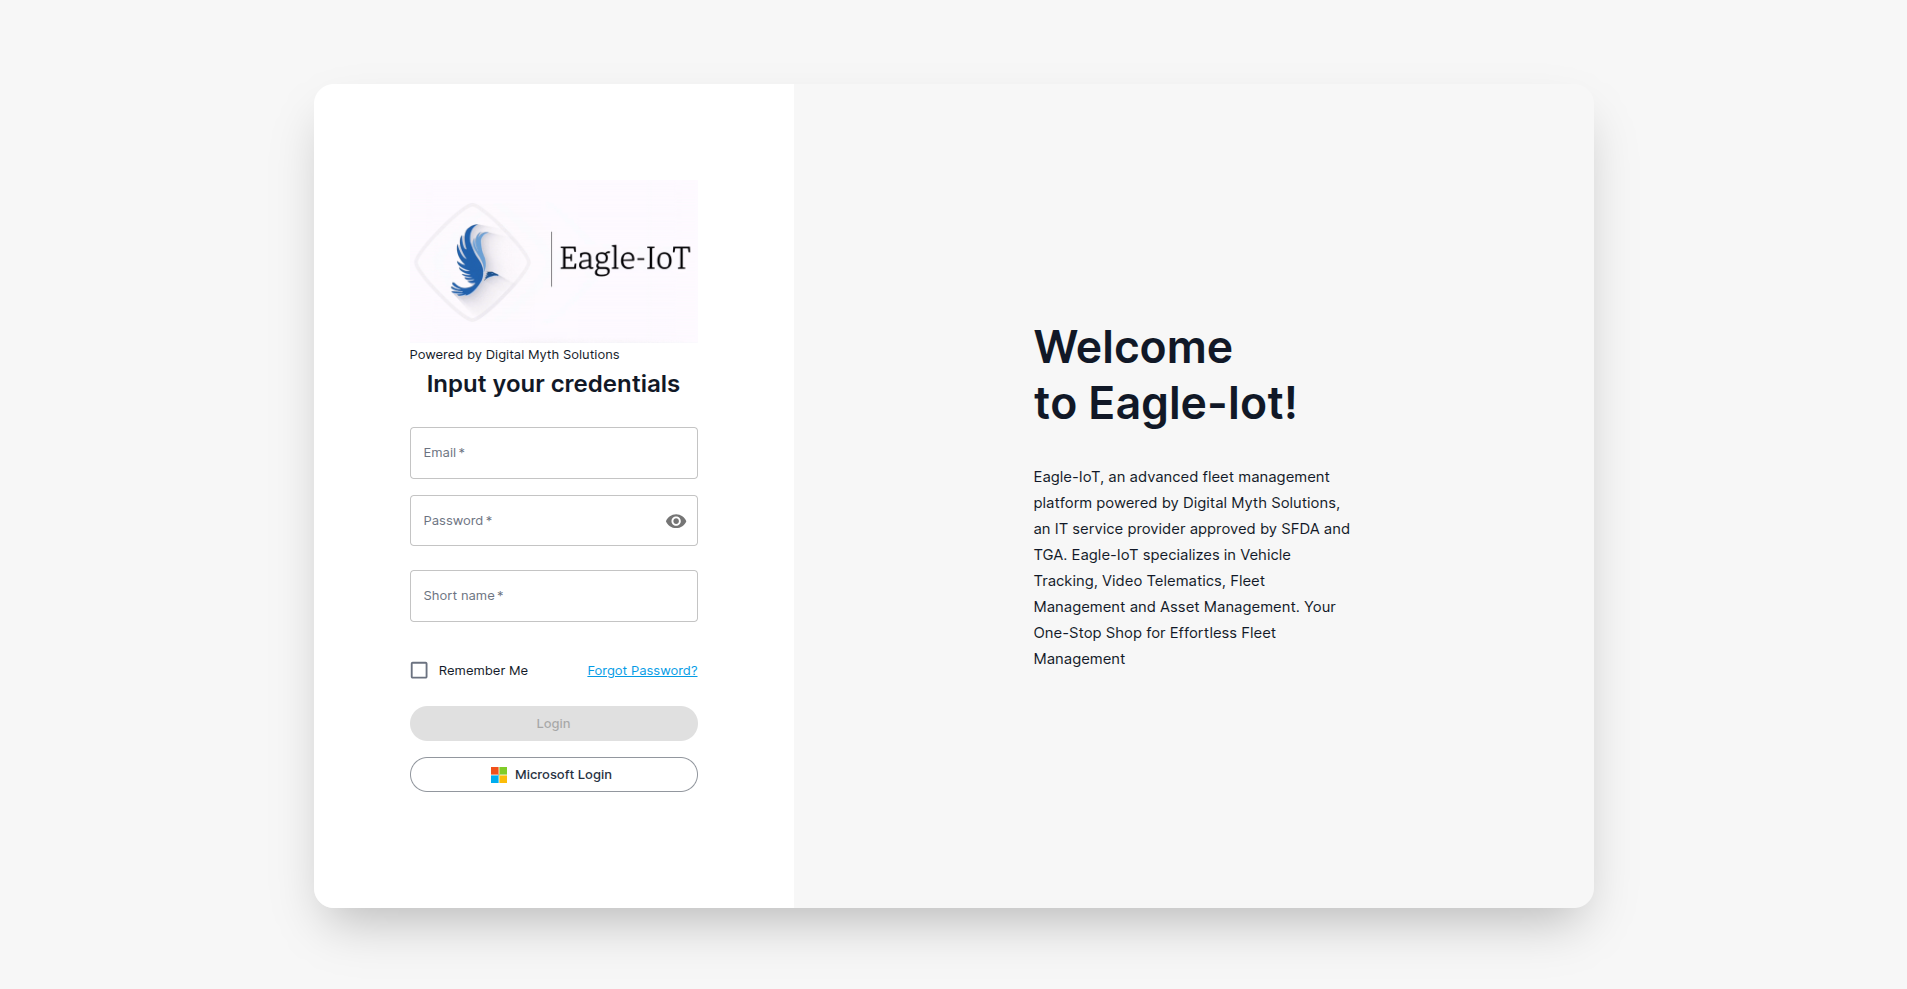 Eagle-IoT
Powered by Digital Myth Solutions
Input your credentials
Email *
Password *
Short name *
Remember Me
Forgot Password?
Login
Microsoft Login
Welcome
to Eagle-Iot!
Eagle-IoT, an advanced fleet management
platform powered by Digital Myth Solutions,
an IT service provider approved by SFDA and
TGA. Eagle-IoT specializes in Vehicle
Tracking, Video Telematics, Fleet
Management and Asset Management. Your
One-Stop Shop for Effortless Fleet
Management